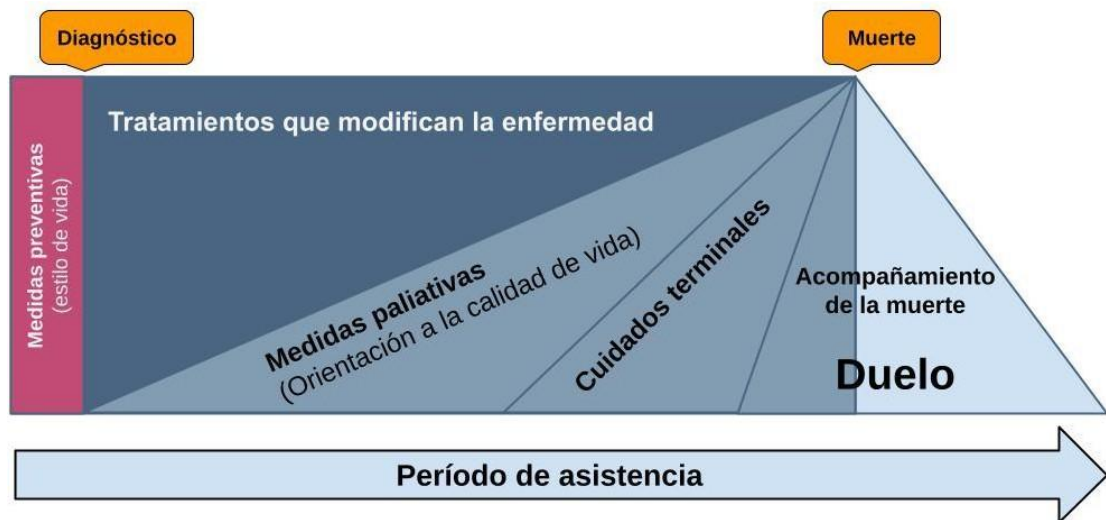 Diagnóstico
Muerte
Tratamientos que modifican la enfermedad
Medidas preventivas
(estilo de vida)
Medidas paliativas
(Orientación a la calidad de vida)
Cuidados terminales
Acompañamiento
de la muerte
Duelo
Período de asistencia